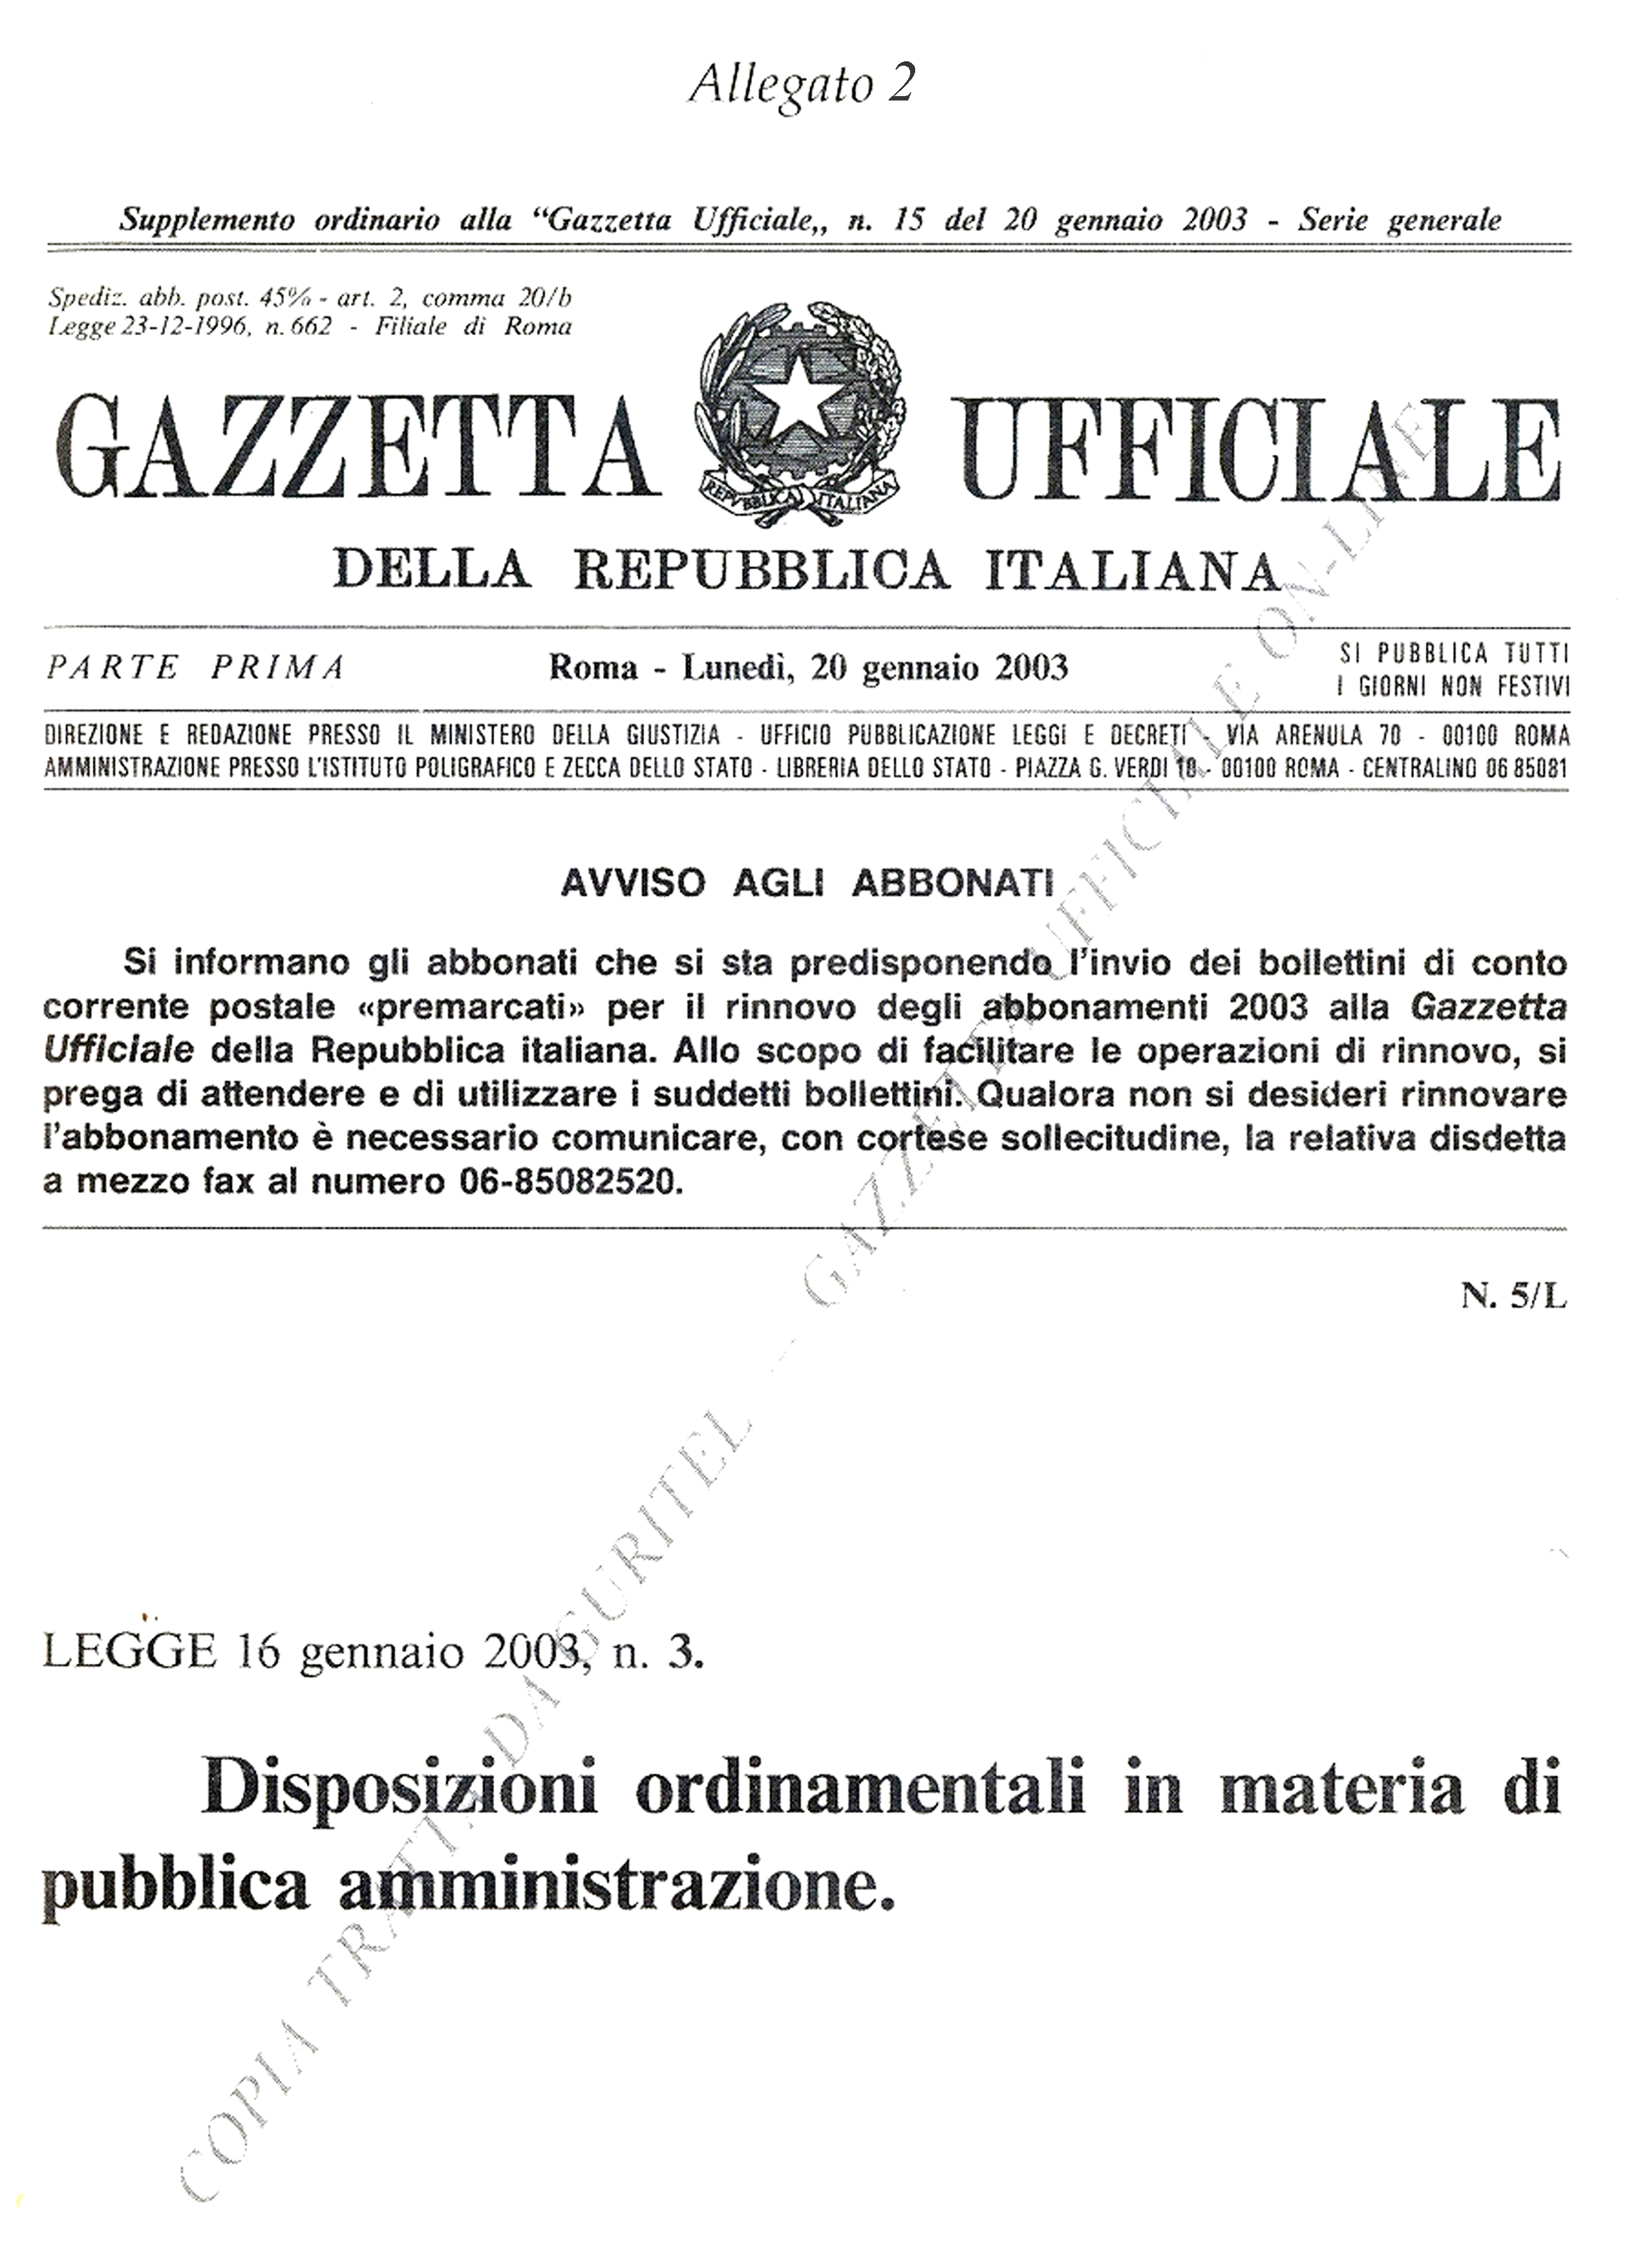 Allegato 2
Supplemento ordinario alla “Gazzetta Ufficiale„ n. 15 del 20 gennaio 2003 - Serie generale
Spediz. abb. post. 45% - art. 2, comma 20/b
Legge 23-12-1996, n. 662 - Filiale di Roma
GAZZETTA UFFICIALE
REPVBBLICA ITALIANA
DELLA REPUBBLICA ITALIANA
PARTE PRIMA
Roma - Lunedì, 20 gennaio 2003
SI PUBBLICA TUTTI
I GIORNI NON FESTIVI
DIREZIONE E REDAZIONE PRESSO IL MINISTERO DELLA GIUSTIZIA - UFFICIO PUBBLICAZIONE LEGGI E DECRETI - VIA ARENULA 70 - 00100 ROMA
AMMINISTRAZIONE PRESSO L'ISTITUTO POLIGRAFICO E ZECCA DELLO STATO - LIBRERIA DELLO STATO - PIAZZA G. VERDI 10 - 00100 ROMA - CENTRALINO 06 85081
AVVISO AGLI ABBONATI
Si informano gli abbonati che si sta predisponendo l'invio dei bollettini di conto
corrente postale «premarcati» per il rinnovo degli abbonamenti 2003 alla Gazzetta
Ufficiale della Repubblica italiana. Allo scopo di facilitare le operazioni di rinnovo, si
prega di attendere e di utilizzare i suddetti bollettini. Qualora non si desideri rinnovare
l'abbonamento è necessario comunicare, con cortese sollecitudine, la relativa disdetta
a mezzo fax al numero 06-85082520.
N. 5/L
LEGGE 16 gennaio 2003, n. 3.
Disposizioni ordinamentali in materia di
pubblica amministrazione.
COPIA TRATTA DA GURITEL — GAZZETTA UFFICIALE ON-LINE